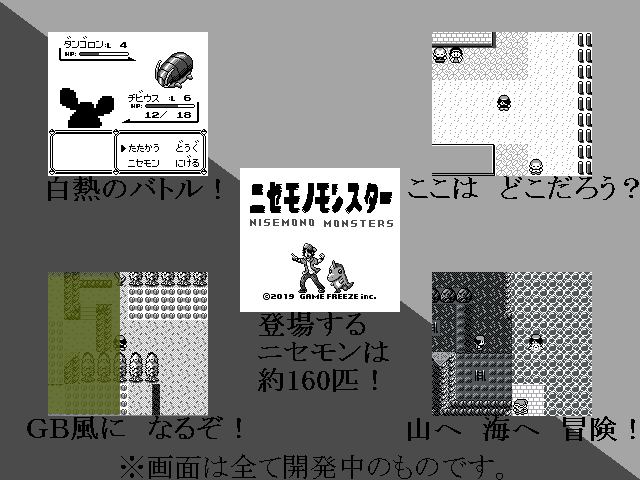 ダンゴロン :L 4
HP:
チビウス :L 6
HP:
12/ 18
▶たたかう どうぐ
ニセモン にげる
白熱のバトル！
ここは どこだろう？
ニセモノモンスター
NISEMONO MONSTERS
©2019 GAME FREEZE inc.
登場する
ニセモンは
約160匹！
GB風に なるぞ！
山へ 海へ 冒険！
※画面は全て開発中のものです。